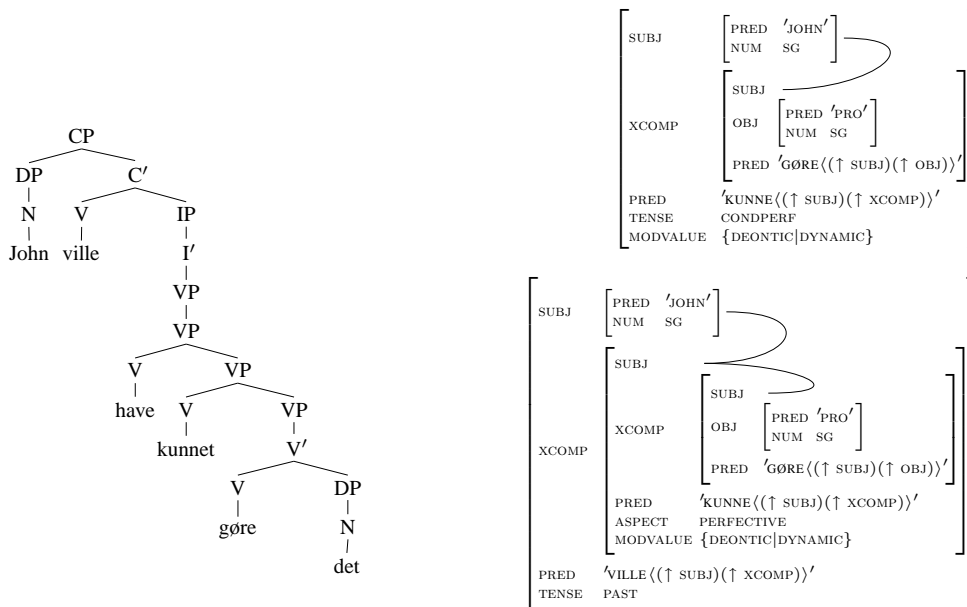 CP
DP C′
N V IP
John ville I′
VP
VP
V VP
have V VP
kunnet V′
V DP
gøre N
det
SUBJ [PRED ′JOHN′
NUM SG]
XCOMP [SUBJ
OBJ [PRED ′PRO′
NUM SG]
PRED ′GØRE⟨(↑ SUBJ)(↑ OBJ)⟩′]
PRED ′KUNNE⟨(↑ SUBJ)(↑ XCOMP)⟩′
TENSE CONDPERF
MODVALUE {DEONTIC|DYNAMIC}
SUBJ [PRED ′JOHN′
NUM SG]
SUBJ
SUBJ
XCOMP OBJ [PRED ′PRO′
NUM SG]
XCOMP
PRED ′GØRE⟨(↑ SUBJ)(↑ OBJ)⟩′
PRED ′KUNNE⟨(↑ SUBJ)(↑ XCOMP)⟩′
ASPECT PERFECTIVE
MODVALUE {DEONTIC|DYNAMIC}
PRED ′VILLE⟨(↑ SUBJ)(↑ XCOMP)⟩′
TENSE PAST